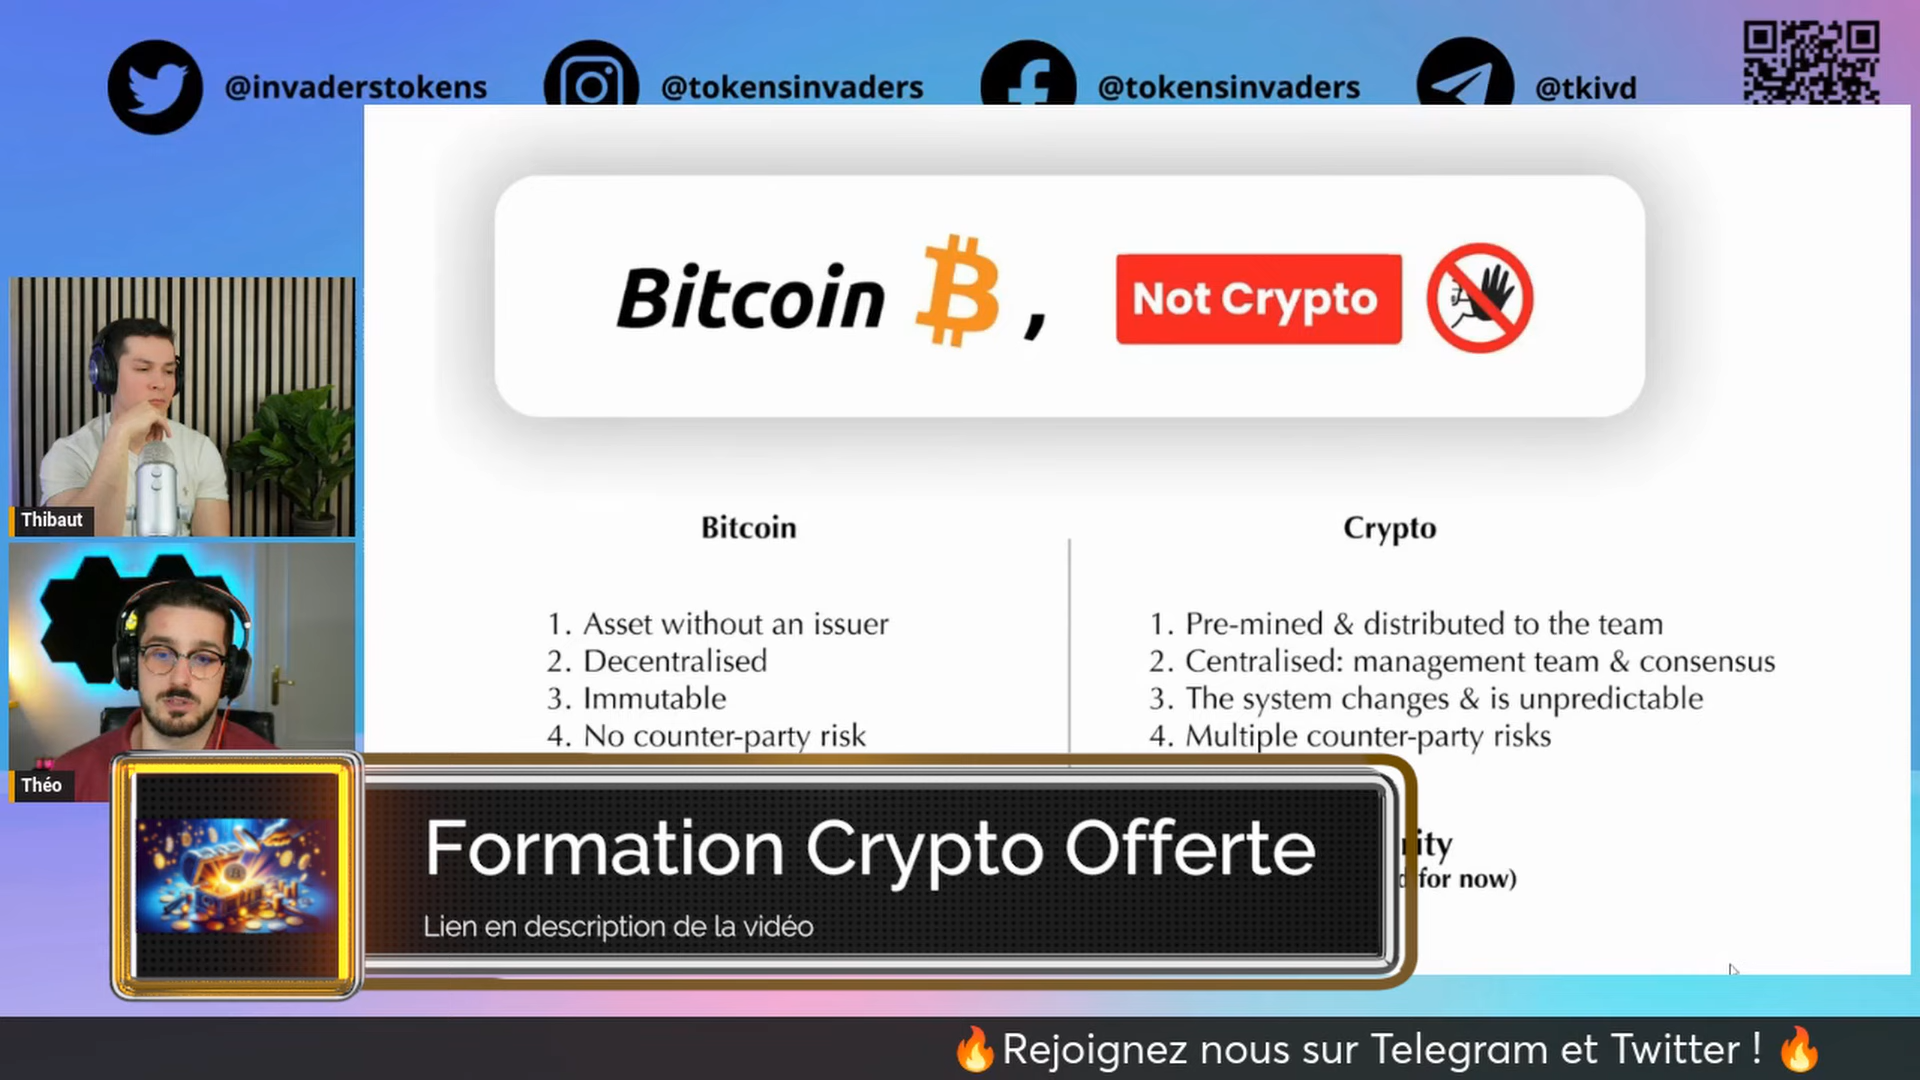 @invaderstokens
@tokensinvaders
@tokensinvaders
@tkivd
Bitcoin ₿ ,
Not Crypto
Bitcoin
1. Asset without an issuer
2. Decentralised
3. Immutable
4. No counter-party risk
Crypto
1. Pre-mined & distributed to the team
2. Centralised: management team & consensus
3. The system changes & is unpredictable
4. Multiple counter-party risks
for now)
Thibaut
Théo
Formation Crypto Offerte
Lien en description de la vidéo
🔥Rejoignez nous sur Telegram et Twitter ! 🔥